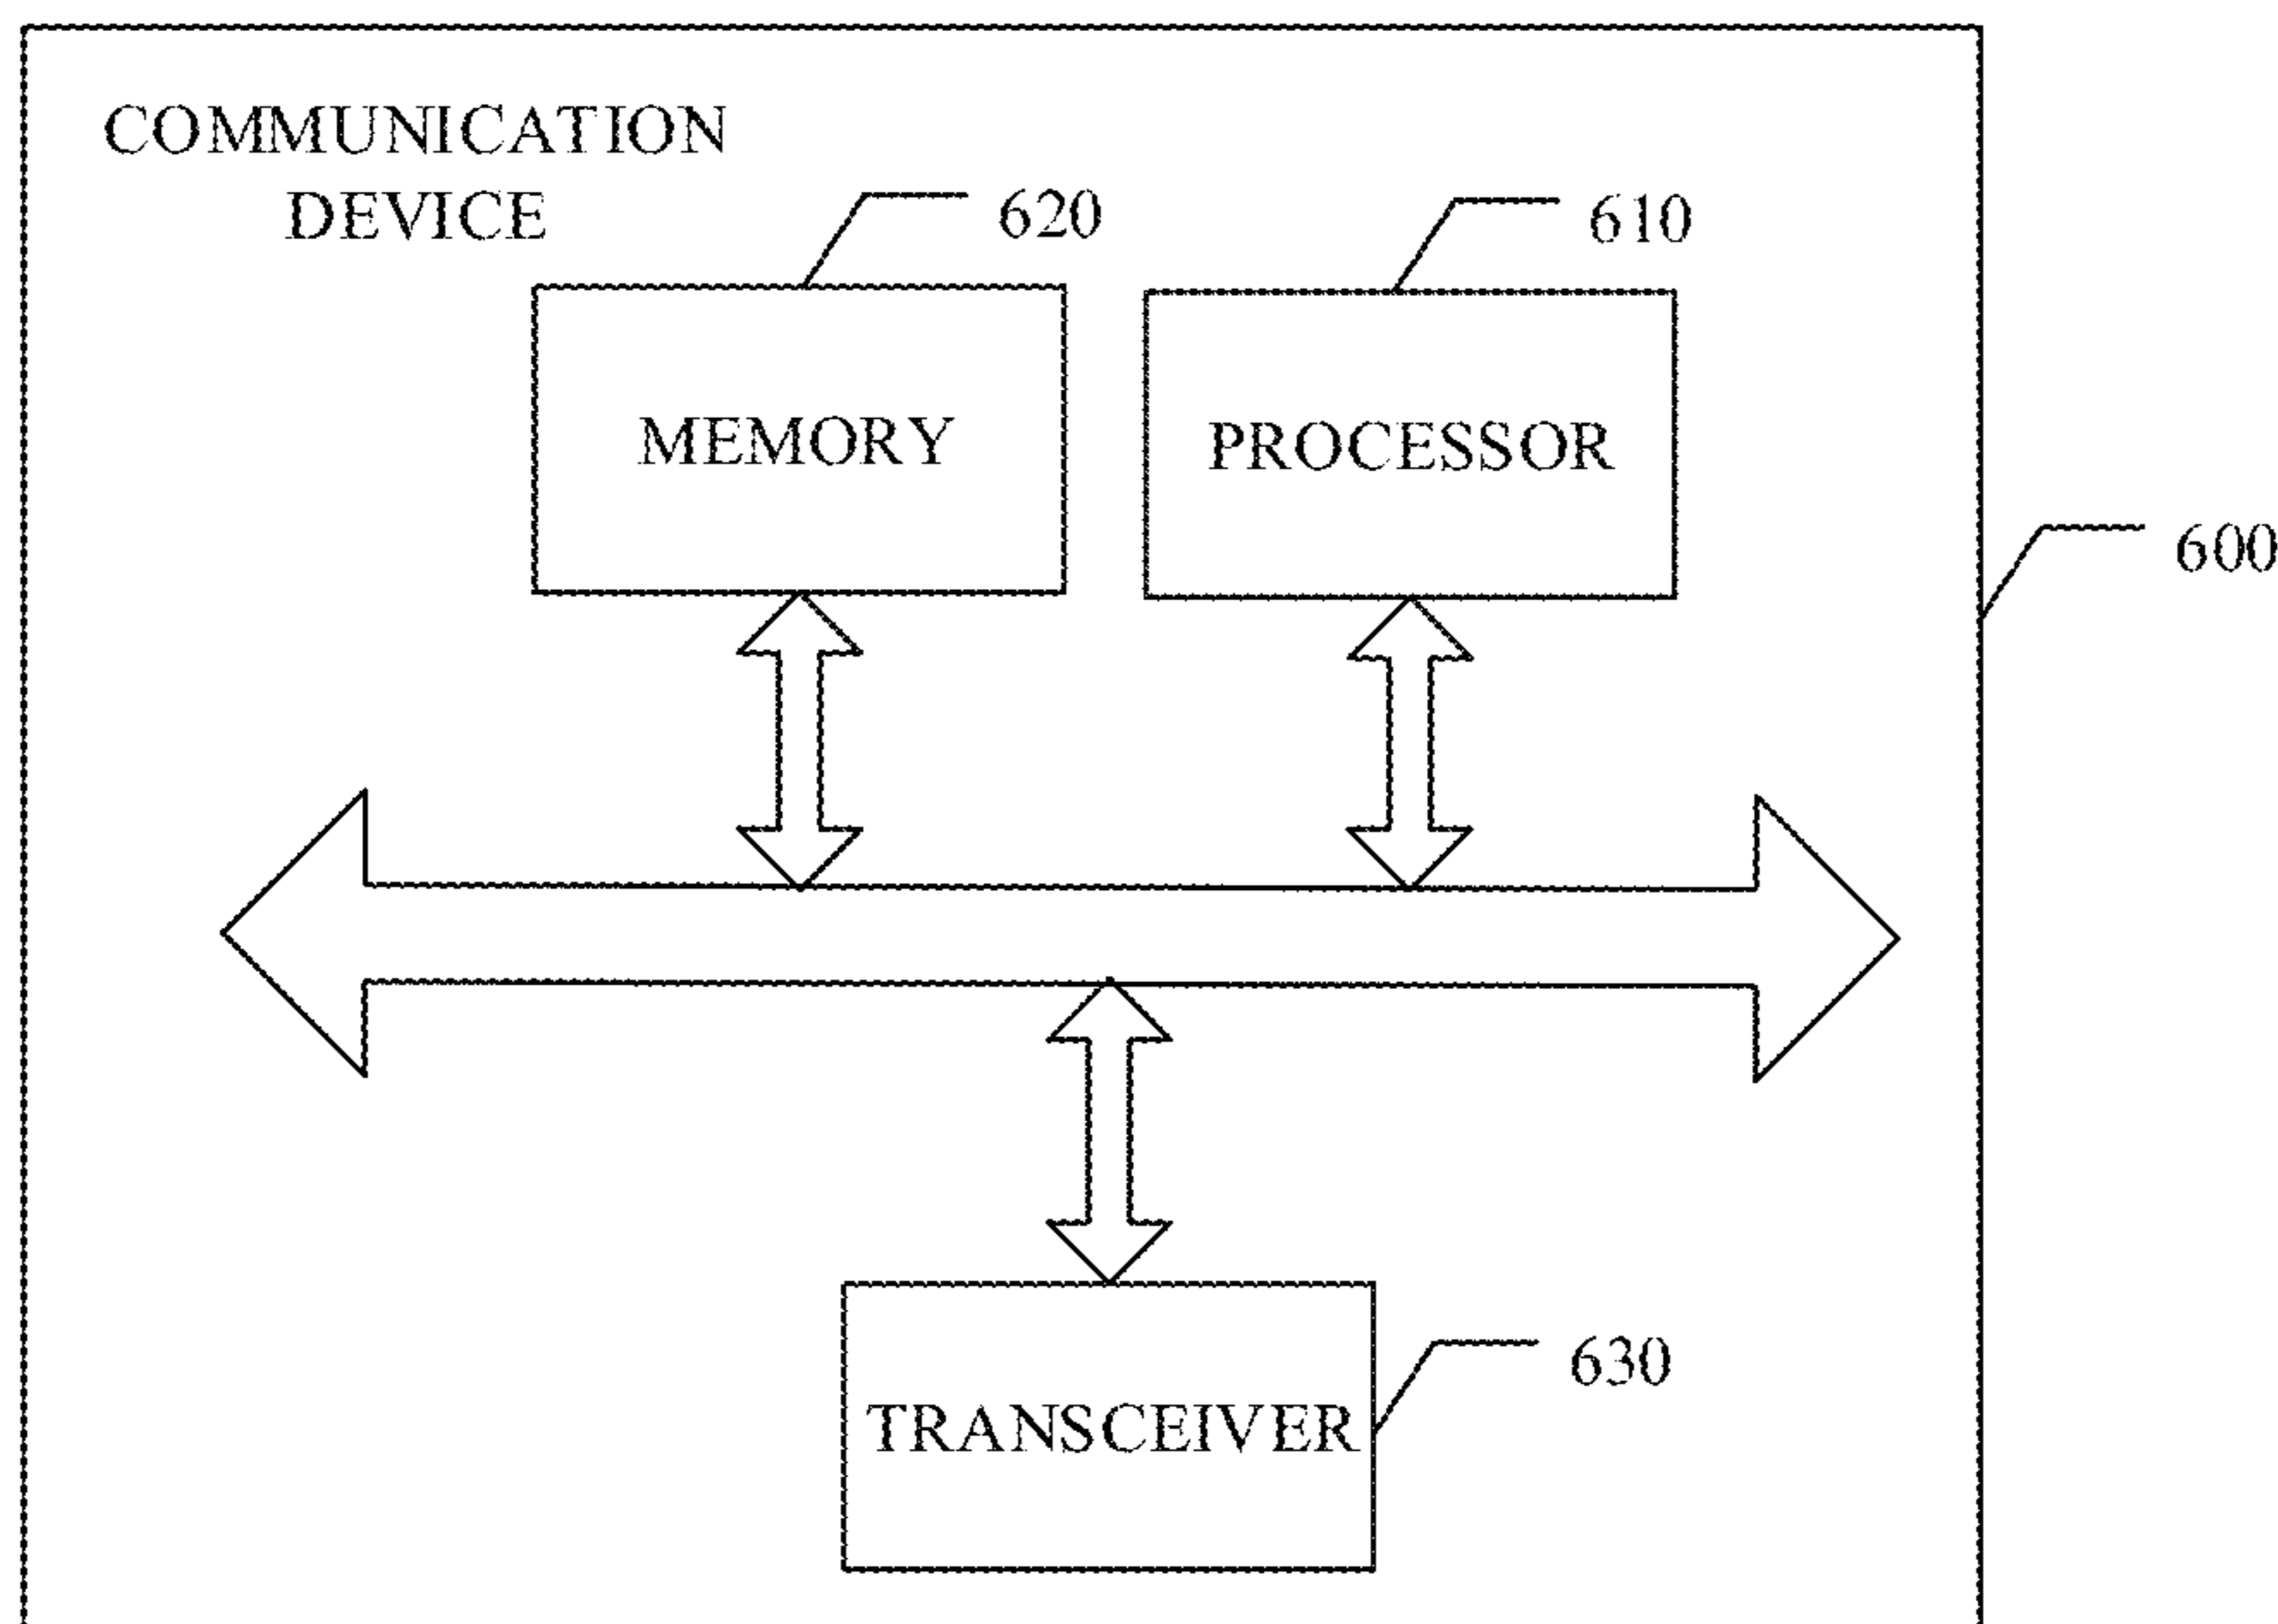 COMMUNICATION
DEVICE
620
610
MEMORY
PROCESSOR
600
630
TRANSCEIVER